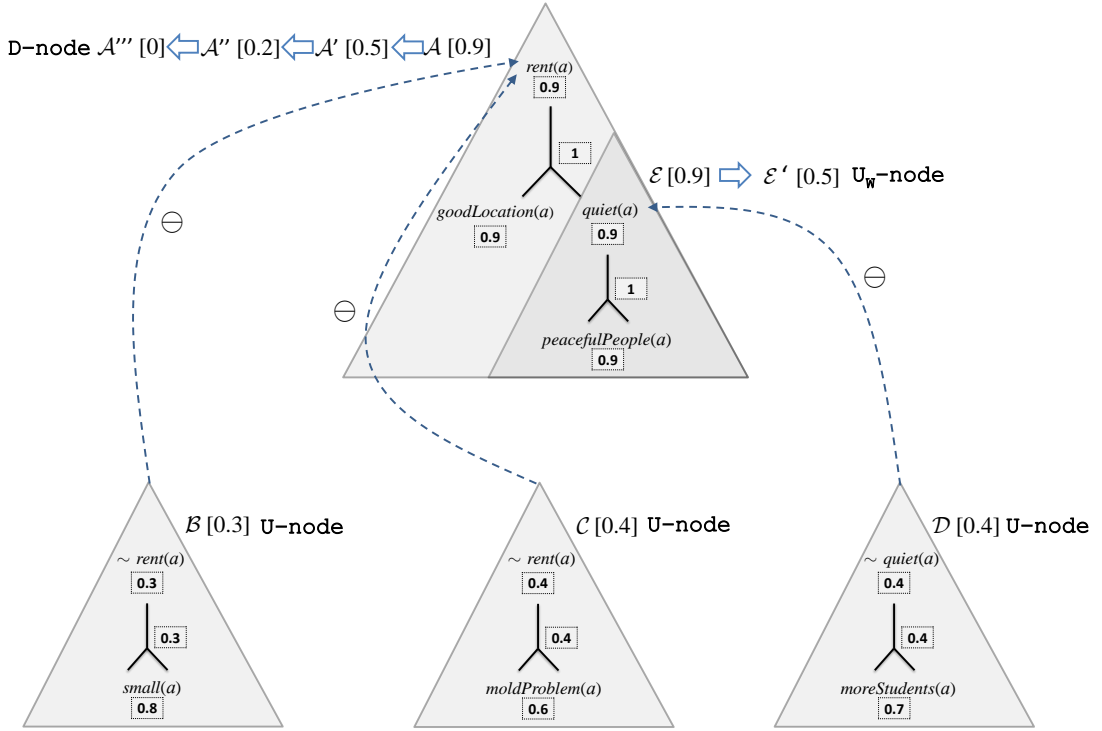 D-node 𝒜''' [0] ⇐ 𝒜'' [0.2] ⇐ 𝒜' [0.5] ⇐ 𝒜 [0.9]
rent(a)
0.9
1
ℰ [0.9] ⇨ ℰ ‘ [0.5] U_W-node
goodLocation(a) quiet(a)
0.9 0.9
⊖ ⊖ ⊖
1
peacefulPeople(a)
0.9
ℬ [0.3] U-node 𝒞 [0.4] U-node 𝒟 [0.4] U-node
∼ rent(a) ∼ rent(a) ∼ quiet(a)
0.3 0.4 0.4
0.3 0.4 0.4
small(a) moldProblem(a) moreStudents(a)
0.8 0.6 0.7